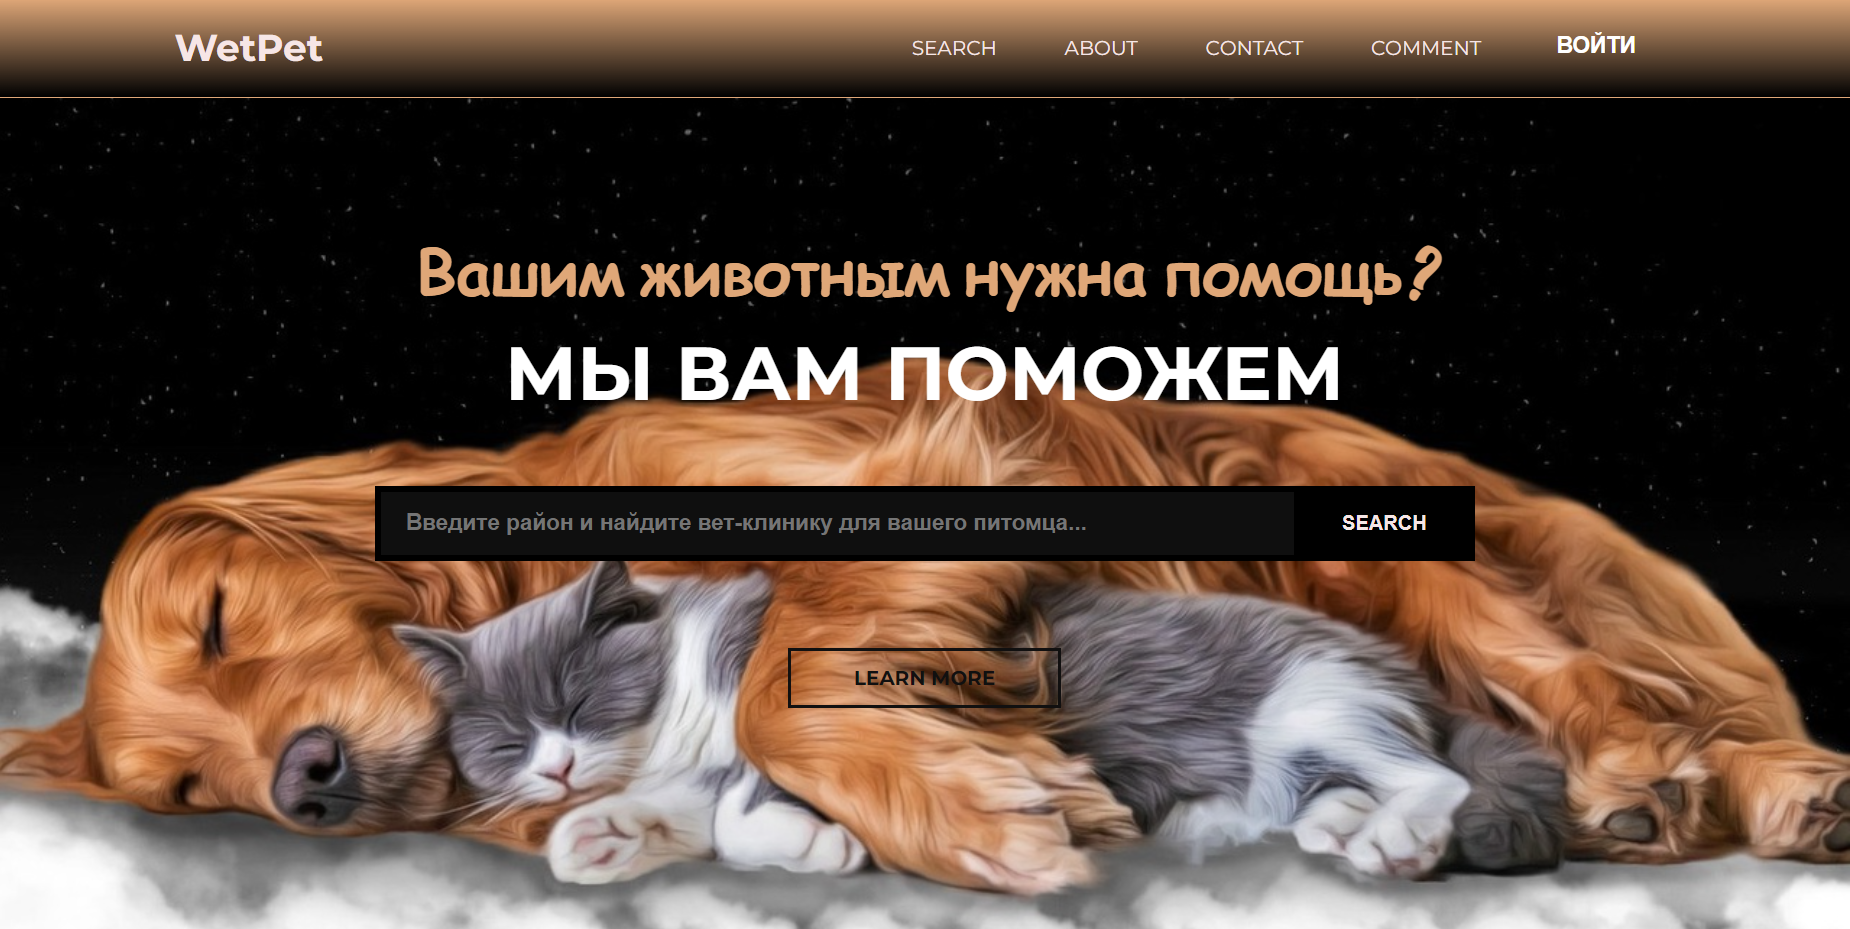 WetPet
SEARCH ABOUT CONTACT COMMENT ВОЙТИ
Вашим животным нужна помощь?
МЫ ВАМ ПОМОЖЕМ
Введите район и найдите вет-клинику для вашего питомца... SEARCH
LEARN MORE